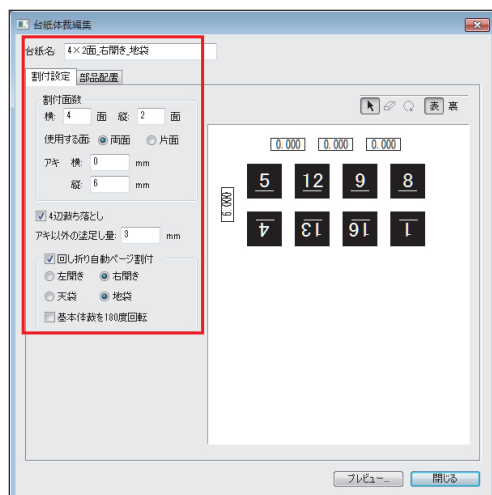 台紙体裁編集
台紙名: 4×2面_右開き_地袋
割付設定 部品配置
割付面数
横: 4 面 縦: 2 面
使用する面: 両面 片面
アキ 横: 0 mm
縦: 6 mm
4辺裁ち落とし
アキ以外の塗足し量: 3 mm
回し折り自動ページ割付
左開き 右開き
天袋 地袋
基本体裁を180度回転
表 裏
0.000 0.000 0.000
6.000
5 12 9 8
4 13 16 1
プレビュー... 閉じる